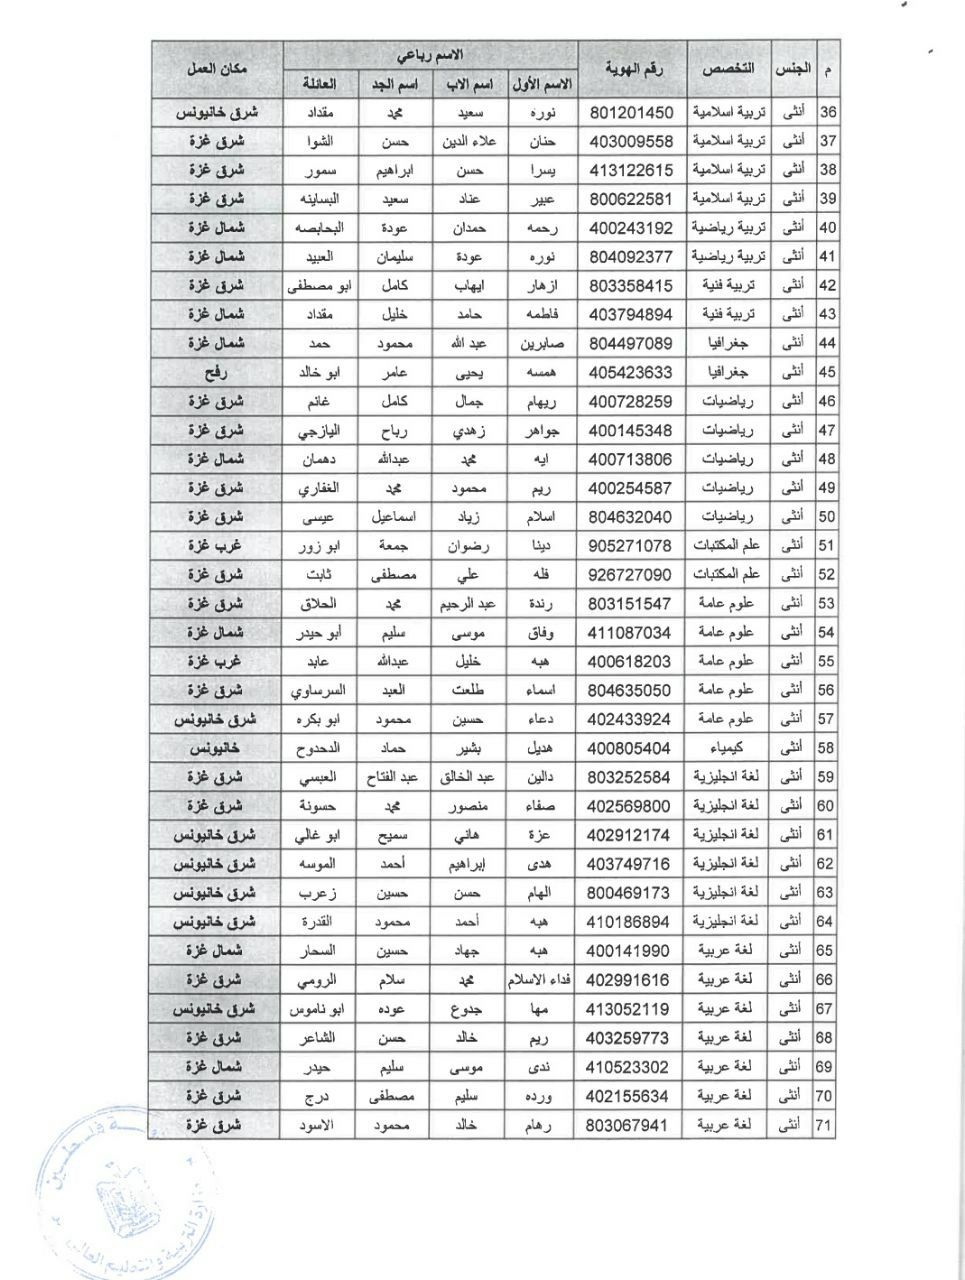 م الجنس التخصص رقم الهوية الاسم رباعي مكان العمل
الاسم الأول اسم الاب اسم الجد العائلة
36 أنثى تربية اسلامية 801201450 نوره سعيد محمد مقداد شرق خانيونس
37 أنثى تربية اسلامية 403009558 حنان علاء الدين حسن الشوا شرق غزة
38 أنثى تربية اسلامية 413122615 يسرا حسن ابراهيم سمور شرق غزة
39 أنثى تربية اسلامية 800622581 عبير عناد سعيد البساينه شرق غزة
40 أنثى تربية رياضية 400243192 رحمه حمدان عودة البحابصه شمال غزة
41 أنثى تربية رياضية 804092377 نوره عودة سليمان العبيد شمال غزة
42 أنثى تربية فنية 803358415 ازهار ايهاب كامل ابو مصطفى شرق غزة
43 أنثى تربية فنية 403794894 فاطمه حامد خليل مقداد شمال غزة
44 أنثى جغرافيا 804497089 صابرين عبد الله محمود حمد شمال غزة
45 أنثى جغرافيا 405423633 همسه يحيى عامر ابو خالد رفح
46 أنثى رياضيات 400728259 ريهام جمال كامل غانم شرق غزة
47 أنثى رياضيات 400145348 جواهر زهدي رباح اليازجي شرق غزة
48 أنثى رياضيات 400713806 ايه محمد عبدالله دهمان شمال غزة
49 أنثى رياضيات 400254587 ريم محمود محمد الغفاري شرق غزة
50 أنثى رياضيات 804632040 اسلام زياد اسماعيل عيسى شرق غزة
51 أنثى علم المكتبات 905271078 دينا رضوان جمعة ابو زور غرب غزة
52 أنثى علم المكتبات 926727090 فله علي مصطفى ثابت شرق غزة
53 أنثى علوم عامة 803151547 رندة عبد الرحيم محمد الحلاق شرق غزة
54 أنثى علوم عامة 411087034 وفاق موسى سليم أبو حيدر شمال غزة
55 أنثى علوم عامة 400618203 هبه خليل عبدالله عابد غرب غزة
56 أنثى علوم عامة 804635050 اسماء طلعت العبد السرساوي شرق غزة
57 أنثى علوم عامة 402433924 دعاء حسين محمود ابو بكره شرق خانيونس
58 أنثى كيمياء 400805404 هديل بشير حماد الدحدوح خانيونس
59 أنثى لغة انجليزية 803252584 دالين عبد الخالق عبد الفتاح العبسي شرق غزة
60 أنثى لغة انجليزية 402569800 صفاء منصور محمد حسونة شرق غزة
61 أنثى لغة انجليزية 402912174 عزة هاني سميح ابو غالي شرق خانيونس
62 أنثى لغة انجليزية 403749716 هدى إبراهيم أحمد الموسه شرق خانيونس
63 أنثى لغة انجليزية 800469173 الهام حسن حسين زعرب شرق خانيونس
64 أنثى لغة انجليزية 410186894 هبه أحمد محمود القدرة شرق خانيونس
65 أنثى لغة عربية 400141990 هبه جهاد حسين السحار شمال غزة
66 أنثى لغة عربية 402991616 فداء الاسلام محمد سلام الرومي شرق غزة
67 أنثى لغة عربية 413052119 مها جدوع عوده ابو ناموس شرق خانيونس
68 أنثى لغة عربية 403259773 ريم خالد حسن الشاعر شرق غزة
69 أنثى لغة عربية 410523302 ندى موسى سليم حيدر شمال غزة
70 أنثى لغة عربية 402155634 ورده سليم مصطفى درج شرق غزة
71 أنثى لغة عربية 803067941 رهام خالد محمود الاسود شرق غزة
وزارة التربية والتعليم العالي